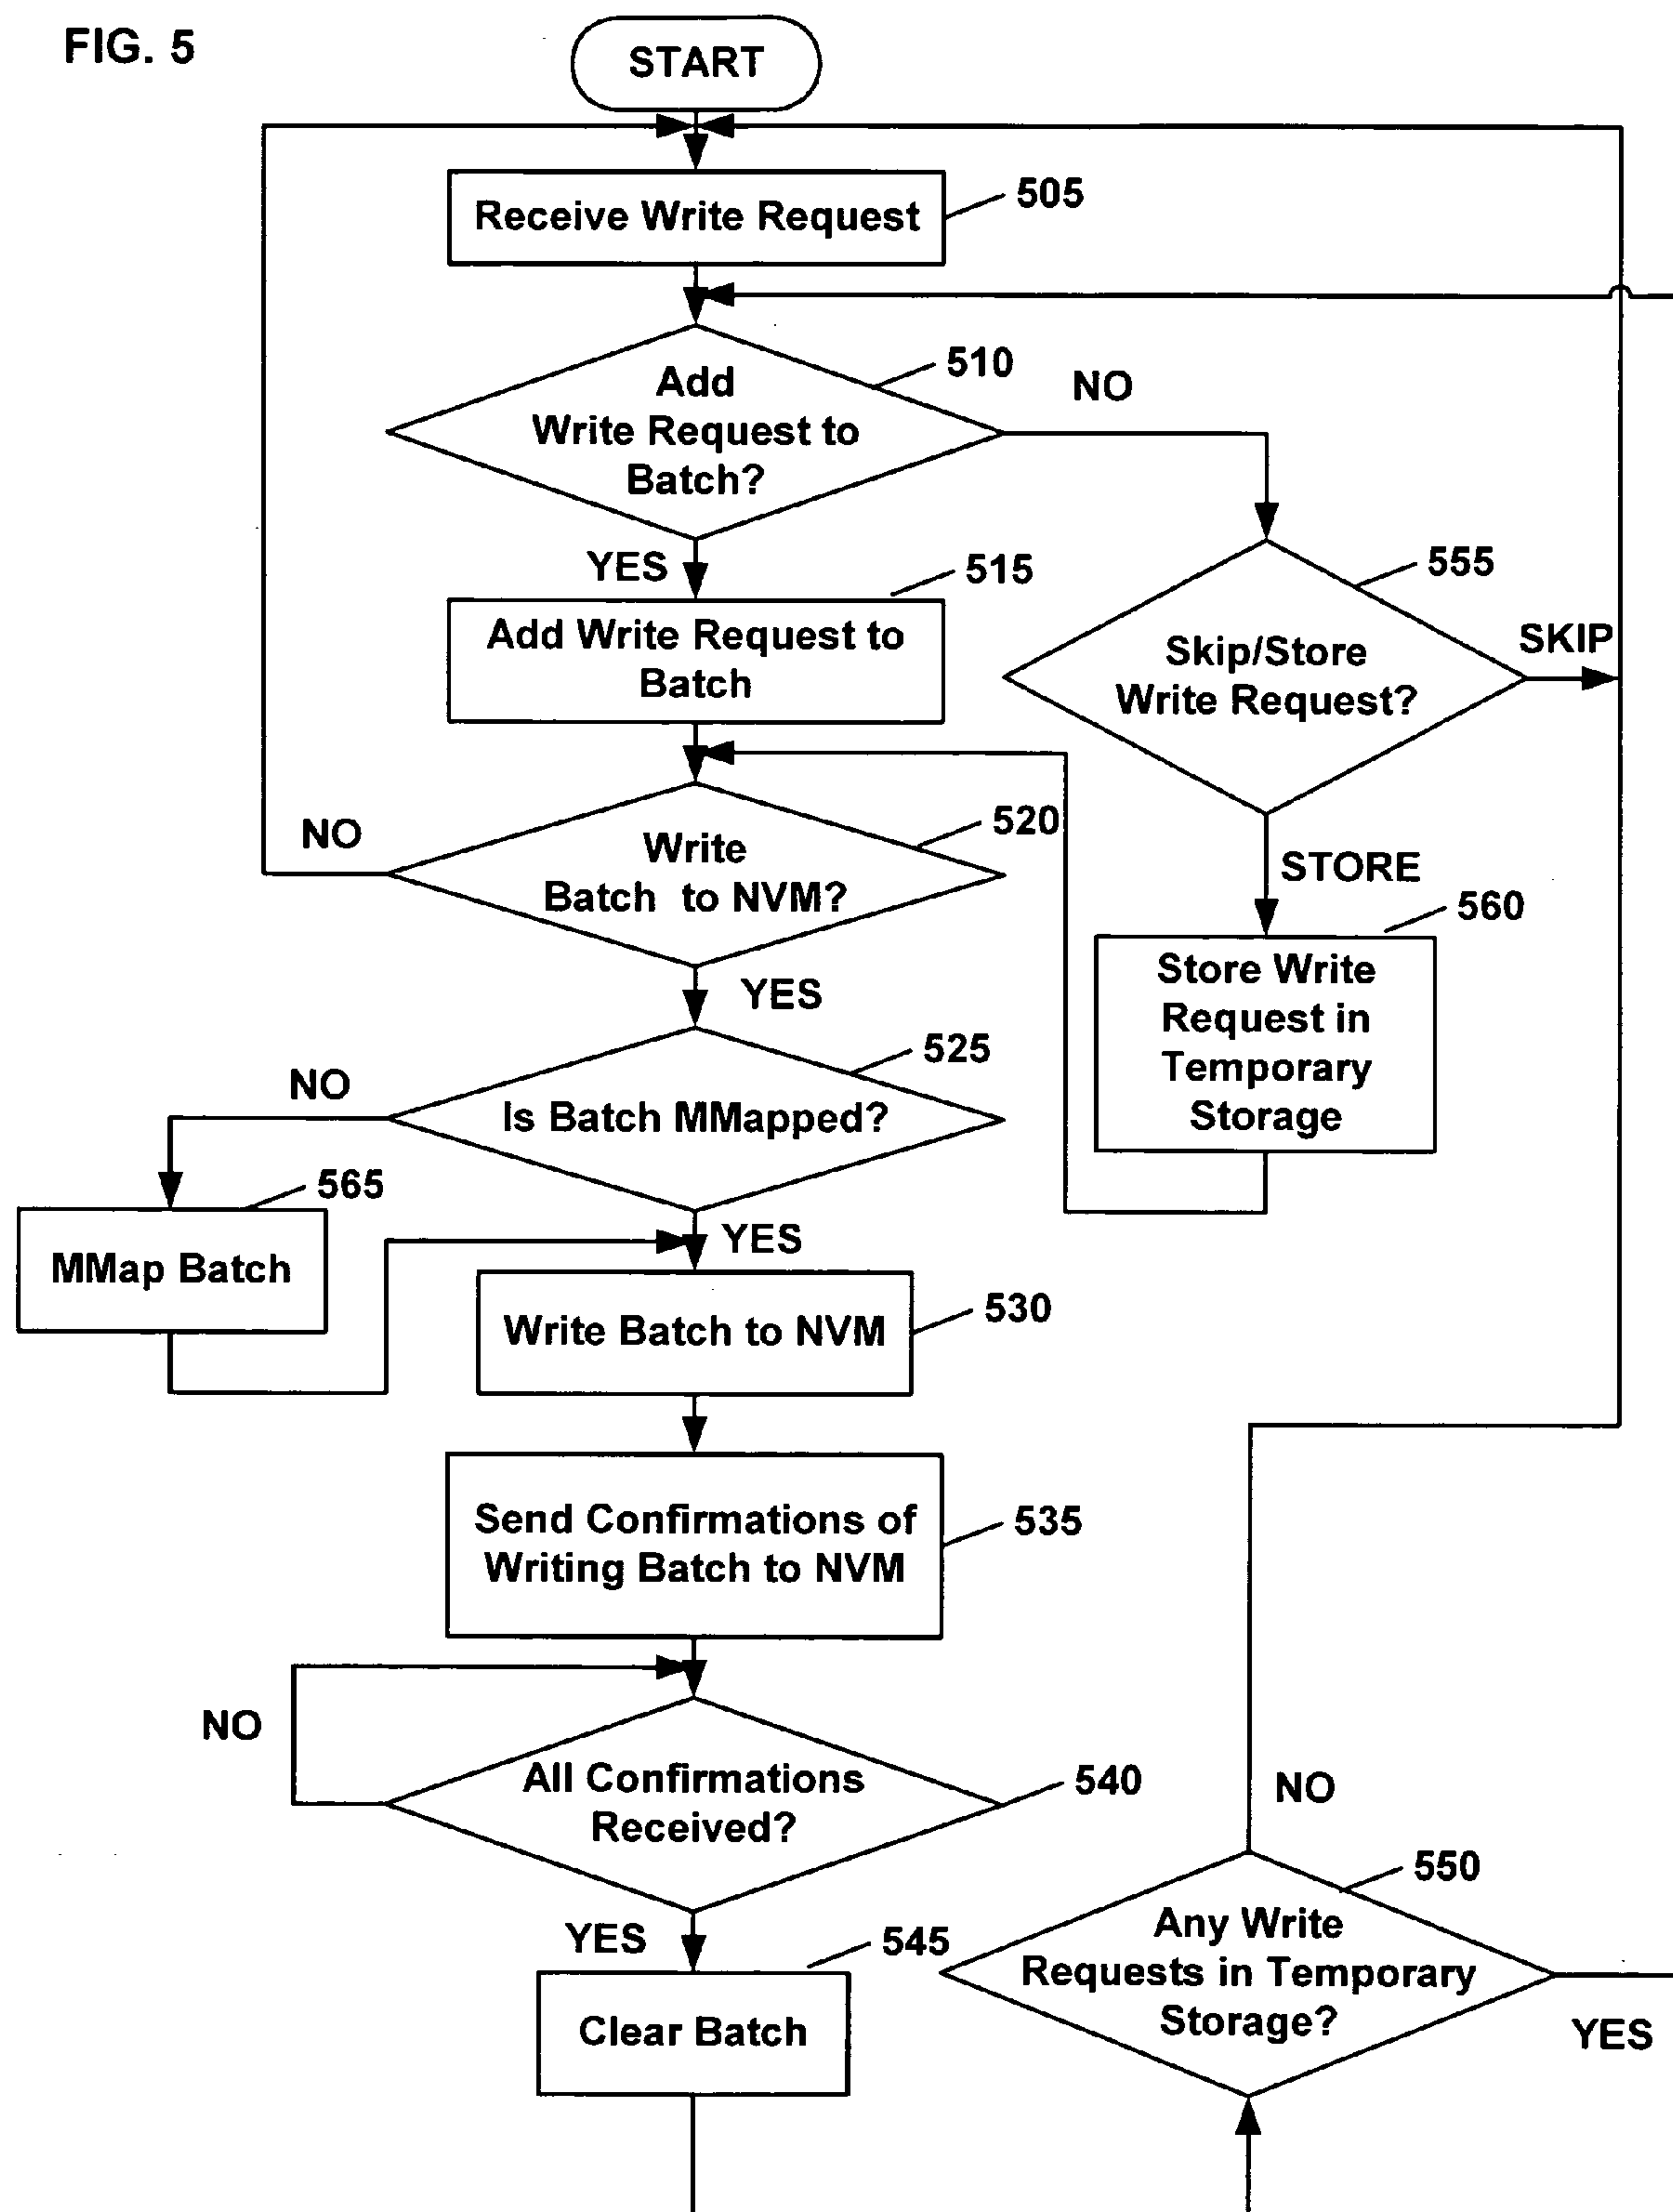 FIG. 5
START
Receive Write Request
505
Add
Write Request to
Batch?
510
NO
YES
515
Add Write Request to
Batch
555
Skip/Store
Write Request?
SKIP
STORE
560
Store Write
Request in
Temporary
Storage
NO
Write
Batch to NVM?
520
YES
525
NO
Is Batch MMapped?
565
MMap Batch
YES
Write Batch to NVM
530
Send Confirmations of
Writing Batch to NVM
535
NO
All Confirmations
Received?
540
YES
545
Clear Batch
NO
550
Any Write
Requests in Temporary
Storage?
YES